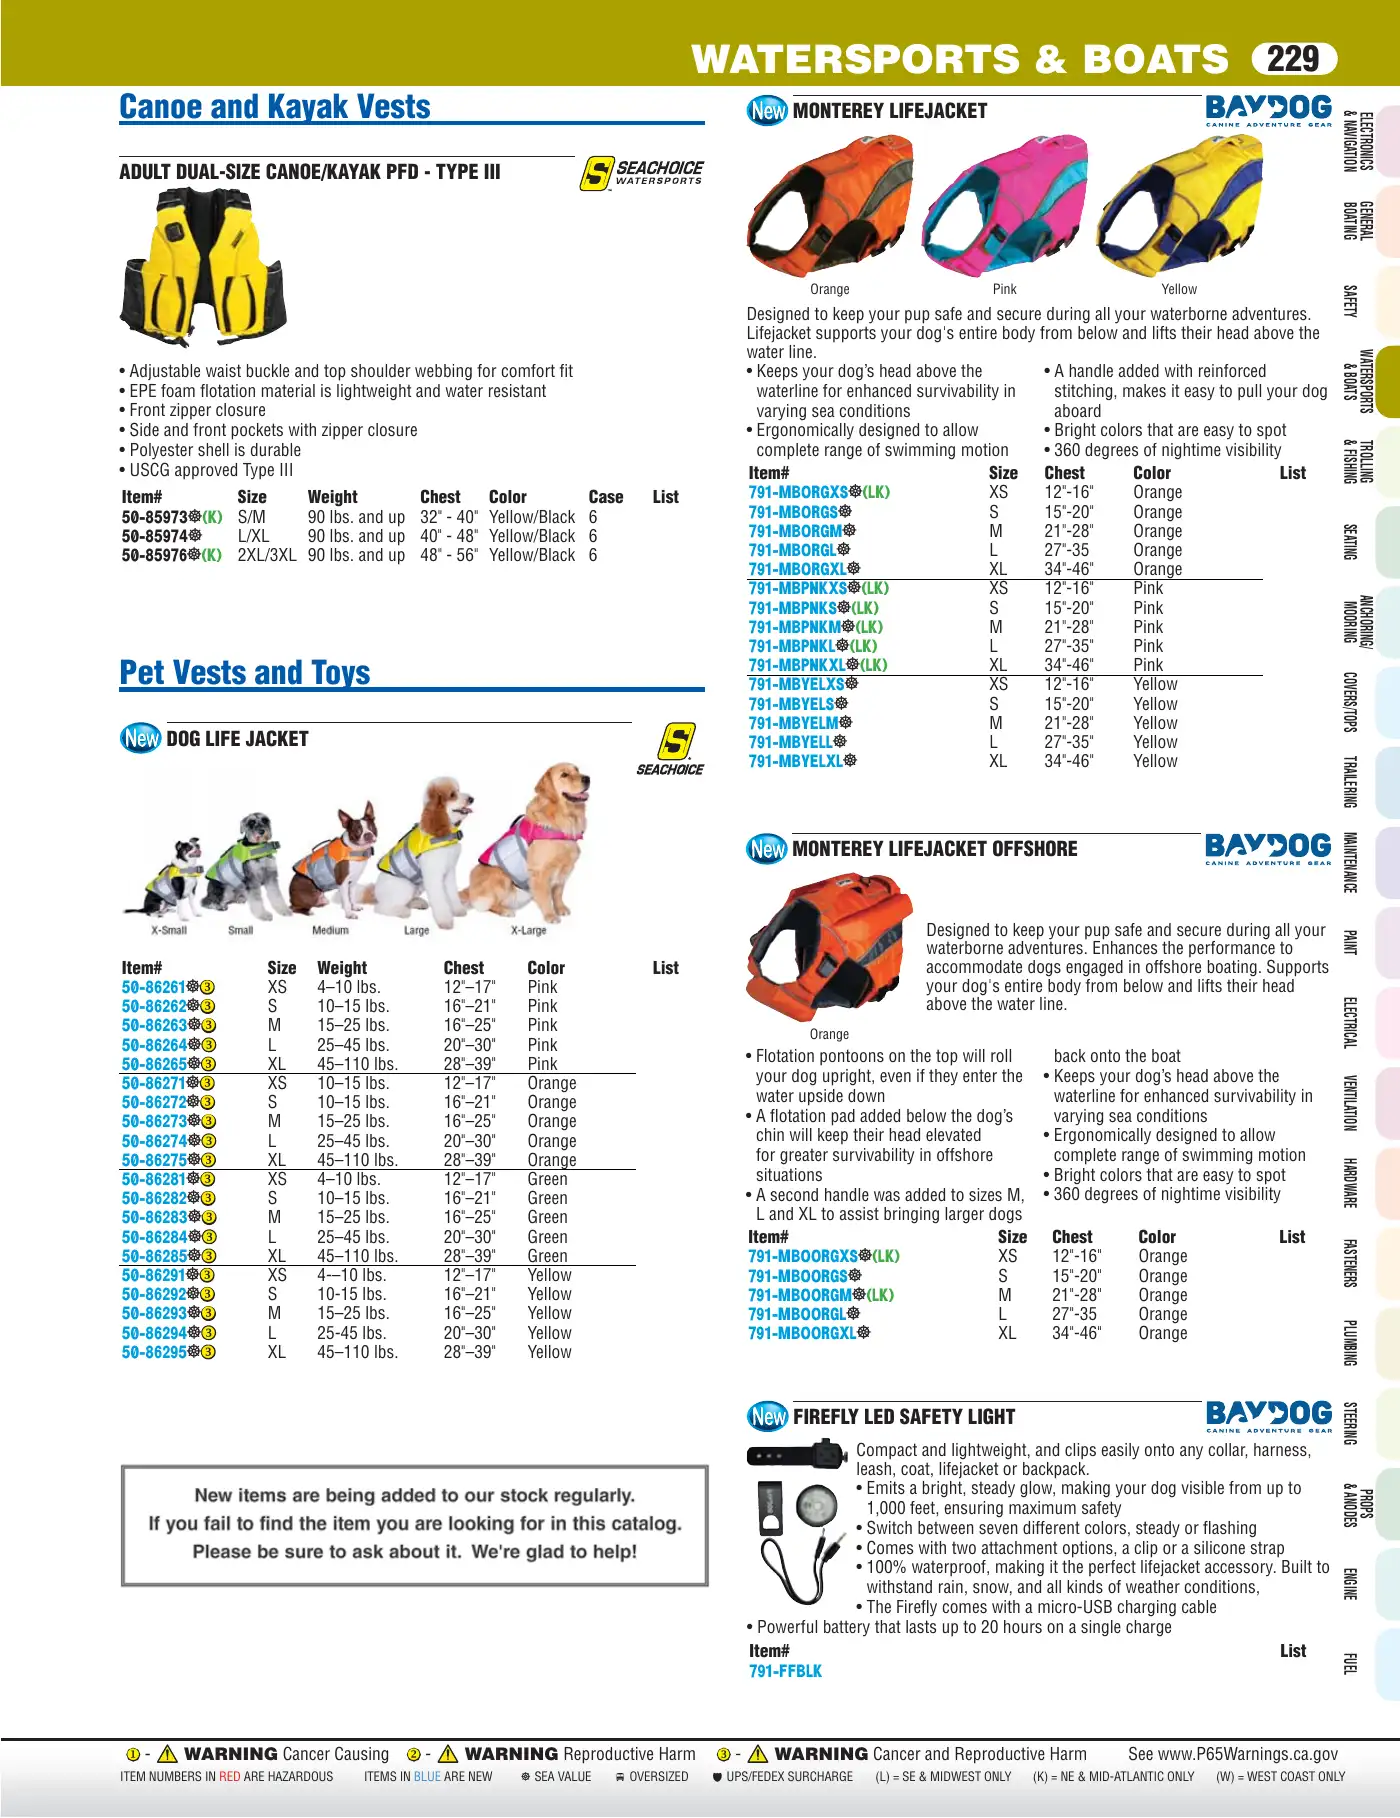 WATERSPORTS & BOATS 229
Canoe and Kayak Vests
ADULT DUAL-SIZE CANOE/KAYAK PFD - TYPE III
SEACHOICE
WATERSPORTS
• Adjustable waist buckle and top shoulder webbing for comfort fit
• EPE foam flotation material is lightweight and water resistant
• Front zipper closure
• Side and front pockets with zipper closure
• Polyester shell is durable
• USCG approved Type III
Item# Size Weight Chest Color Case List
50-85973(K) S/M 90 lbs. and up 32" - 40" Yellow/Black 6
50-85974 L/XL 90 lbs. and up 40" - 48" Yellow/Black 6
50-85976(K) 2XL/3XL 90 lbs. and up 48" - 56" Yellow/Black 6
Pet Vests and Toys
New DOG LIFE JACKET
SEACHOICE
X-Small Small Medium Large X-Large
Item# Size Weight Chest Color List
50-86261 3 XS 4–10 lbs. 12"–17" Pink
50-86262 3 S 10–15 lbs. 16"–21" Pink
50-86263 3 M 15–25 lbs. 16"–25" Pink
50-86264 3 L 25–45 lbs. 20"–30" Pink
50-86265 3 XL 45–110 lbs. 28"–39" Pink
50-86271 3 XS 10–15 lbs. 12"–17" Orange
50-86272 3 S 10–15 lbs. 16"–21" Orange
50-86273 3 M 15–25 lbs. 16"–25" Orange
50-86274 3 L 25–45 lbs. 20"–30" Orange
50-86275 3 XL 45–110 lbs. 28"–39" Orange
50-86281 3 XS 4–10 lbs. 12"–17" Green
50-86282 3 S 10–15 lbs. 16"–21" Green
50-86283 3 M 15–25 lbs. 16"–25" Green
50-86284 3 L 25–45 lbs. 20"–30" Green
50-86285 3 XL 45–110 lbs. 28"–39" Green
50-86291 3 XS 4-–10 lbs. 12"–17" Yellow
50-86292 3 S 10-15 lbs. 16"–21" Yellow
50-86293 3 M 15–25 lbs. 16"–25" Yellow
50-86294 3 L 25-45 lbs. 20"–30" Yellow
50-86295 3 XL 45–110 lbs. 28"–39" Yellow
New items are being added to our stock regularly.
If you fail to find the item you are looking for in this catalog.
Please be sure to ask about it. We're glad to help!
New MONTEREY LIFEJACKET
BAYDOG
CANINE ADVENTURE GEAR
Orange Pink Yellow
Designed to keep your pup safe and secure during all your waterborne adventures.
Lifejacket supports your dog's entire body from below and lifts their head above the
water line.
• Keeps your dog's head above the
waterline for enhanced survivability in
varying sea conditions
• Ergonomically designed to allow
complete range of swimming motion
• A handle added with reinforced
stitching, makes it easy to pull your dog
aboard
• Bright colors that are easy to spot
• 360 degrees of nightime visibility
Item# Size Chest Color List
791-MBORGXS(LK) XS 12"-16" Orange
791-MBORGS S 15"-20" Orange
791-MBORGM M 21"-28" Orange
791-MBORGL L 27"-35 Orange
791-MBORGXL XL 34"-46" Orange
791-MBPNKXS(LK) XS 12"-16" Pink
791-MBPNKS(LK) S 15"-20" Pink
791-MBPNKM(LK) M 21"-28" Pink
791-MBPNKL(LK) L 27"-35" Pink
791-MBPNKXL(LK) XL 34"-46" Pink
791-MBYELXS XS 12"-16" Yellow
791-MBYELS S 15"-20" Yellow
791-MBYELM M 21"-28" Yellow
791-MBYELL L 27"-35" Yellow
791-MBYELXL XL 34"-46" Yellow
New MONTEREY LIFEJACKET OFFSHORE
BAYDOG
CANINE ADVENTURE GEAR
Orange
Designed to keep your pup safe and secure during all your
waterborne adventures. Enhances the performance to
accommodate dogs engaged in offshore boating. Supports
your dog's entire body from below and lifts their head
above the water line.
• Flotation pontoons on the top will roll
your dog upright, even if they enter the
water upside down
• A flotation pad added below the dog's
chin will keep their head elevated
for greater survivability in offshore
situations
• A second handle was added to sizes M,
L and XL to assist bringing larger dogs
back onto the boat
• Keeps your dog's head above the
waterline for enhanced survivability in
varying sea conditions
• Ergonomically designed to allow
complete range of swimming motion
• Bright colors that are easy to spot
• 360 degrees of nightime visibility
Item# Size Chest Color List
791-MBOORGXS(LK) XS 12"-16" Orange
791-MBOORGS S 15"-20" Orange
791-MBOORGM(LK) M 21"-28" Orange
791-MBOORGL L 27"-35 Orange
791-MBOORGXL XL 34"-46" Orange
New FIREFLY LED SAFETY LIGHT
BAYDOG
CANINE ADVENTURE GEAR
Compact and lightweight, and clips easily onto any collar, harness,
leash, coat, lifejacket or backpack.
• Emits a bright, steady glow, making your dog visible from up to
1,000 feet, ensuring maximum safety
• Switch between seven different colors, steady or flashing
• Comes with two attachment options, a clip or a silicone strap
• 100% waterproof, making it the perfect lifejacket accessory. Built to
withstand rain, snow, and all kinds of weather conditions,
• The Firefly comes with a micro-USB charging cable
• Powerful battery that lasts up to 20 hours on a single charge
Item# List
791-FFBLK
ELECTRONICS
& NAVIGATION
GENERAL
BOATING
SAFETY
WATERSPORTS
& BOATS
TROLLING
& FISHING
SEATING
ANCHORING/
MOORING
COVERS/TOPS
TRAILERING
MAINTENANCE
PAINT
ELECTRICAL
VENTILATION
HARDWARE
FASTENERS
PLUMBING
STEERING
PROPS
& ANODES
ENGINE
FUEL
1 - WARNING Cancer Causing 2 - WARNING Reproductive Harm 3 - WARNING Cancer and Reproductive Harm See www.P65Warnings.ca.gov
ITEM NUMBERS IN RED ARE HAZARDOUS ITEMS IN BLUE ARE NEW SEA VALUE OVERSIZED UPS/FEDEX SURCHARGE (L) = SE & MIDWEST ONLY (K) = NE & MID-ATLANTIC ONLY (W) = WEST COAST ONLY